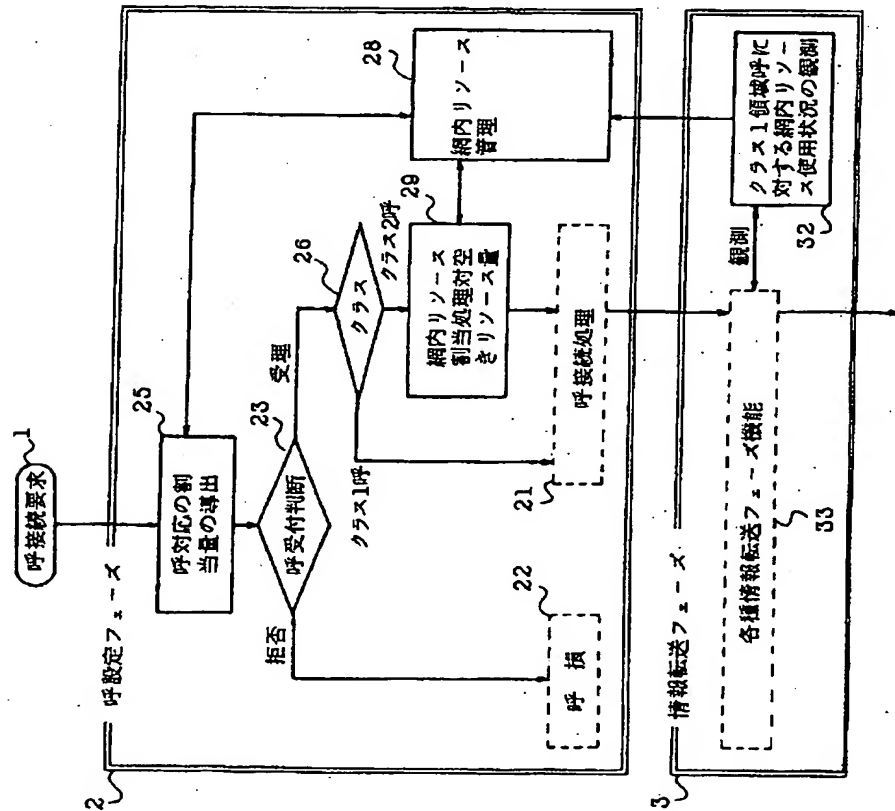 呼接続要求
1
2
呼設定フェーズ
25
呼対応の割
当量の導出
23
呼受付判断
拒否
受理
26
クラス
クラス1呼
クラス2呼
29
網内リソース
割当処理対空
きリソース量
28
網内リソース
管理
22
呼損
21
呼接続処理
3
情報転送フェーズ
各種情報転送フェーズ機能
33
観測
クラス1領域呼に
対する網内リソー
ス使用状況の観測
32